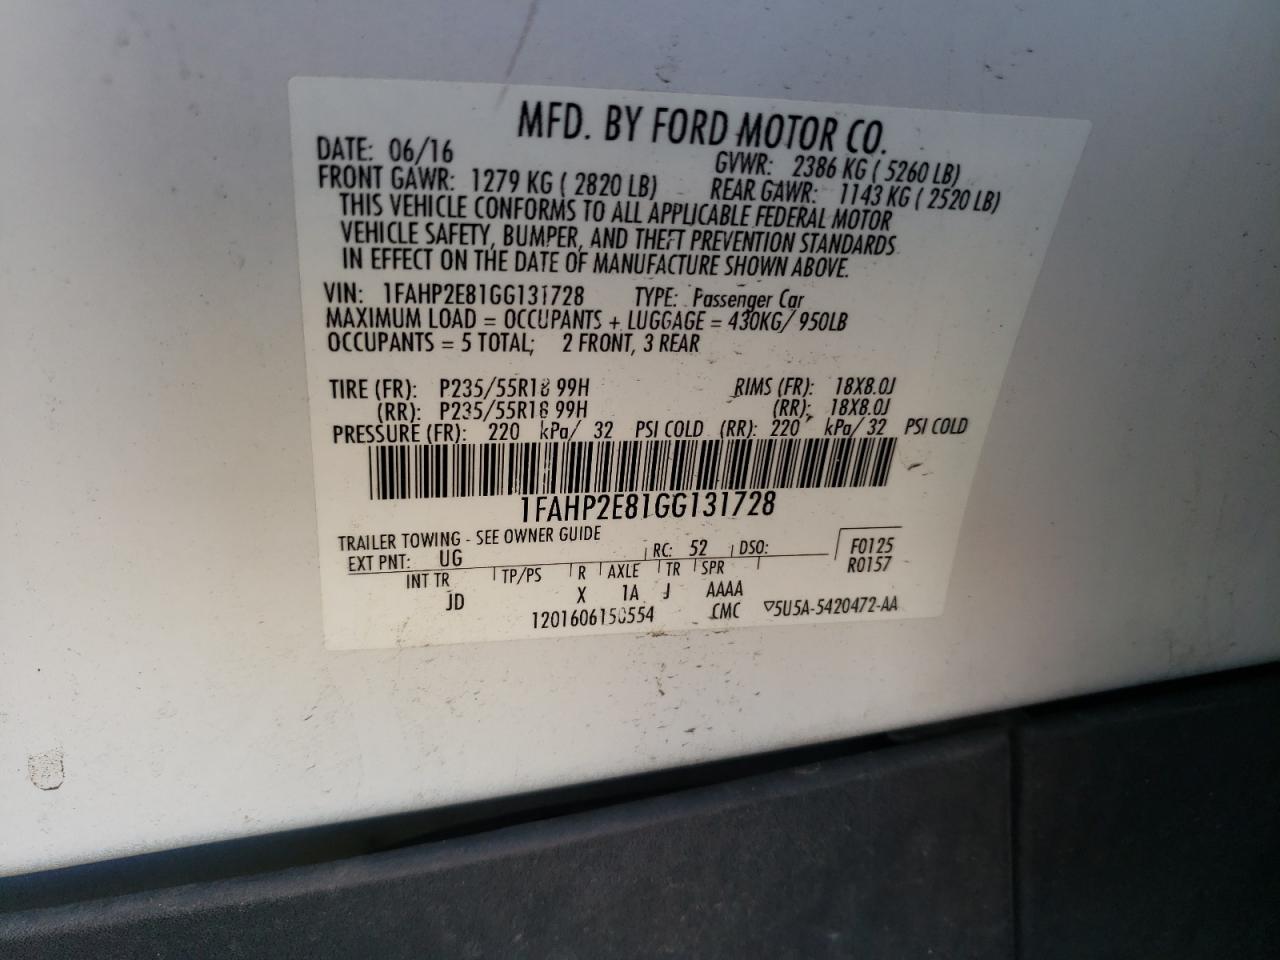 MFD. BY FORD MOTOR CO.
DATE: 06/16 GVWR: 2386 KG ( 5260 LB)
FRONT GAWR: 1279 KG ( 2820 LB) REAR GAWR: 1143 KG ( 2520 LB)
THIS VEHICLE CONFORMS TO ALL APPLICABLE FEDERAL MOTOR
VEHICLE SAFETY, BUMPER, AND THEFT PREVENTION STANDARDS
IN EFFECT ON THE DATE OF MANUFACTURE SHOWN ABOVE.
VIN: 1FAHP2E81GG131728 TYPE: Passenger Car
MAXIMUM LOAD = OCCUPANTS + LUGGAGE = 430KG/ 950LB
OCCUPANTS = 5 TOTAL; 2 FRONT, 3 REAR
TIRE (FR): P235/55R18 99H RIMS (FR): 18X8.0J
(RR): P235/55R18 99H (RR): 18X8.0J
PRESSURE (FR): 220 kPa/ 32 PSI COLD (RR): 220 kPa/ 32 PSI COLD
1FAHP2E81GG131728
TRAILER TOWING - SEE OWNER GUIDE
EXT PNT: UG RC: 52 DSO: F0125
R0157
INT TR TP/PS R AXLE TR SPR
JD X 1A J AAAA
CMC ▽5U5A-5420472-AA